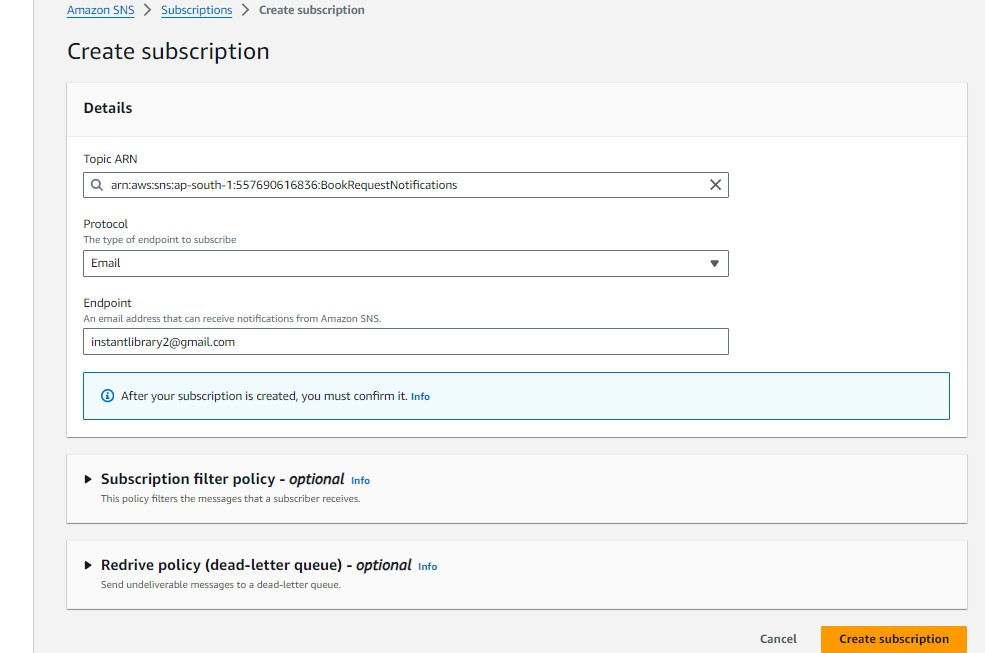 Amazon SNS > Subscriptions > Create subscription
Create subscription
Details
Topic ARN
arn:aws:sns:ap-south-1:557690616836:BookRequestNotifications
Protocol
The type of endpoint to subscribe
Email
Endpoint
An email address that can receive notifications from Amazon SNS.
instantlibrary2@gmail.com
After your subscription is created, you must confirm it. Info
Subscription filter policy - optional Info
This policy filters the messages that a subscriber receives.
Redrive policy (dead-letter queue) - optional Info
Send undeliverable messages to a dead-letter queue.
Cancel Create subscription